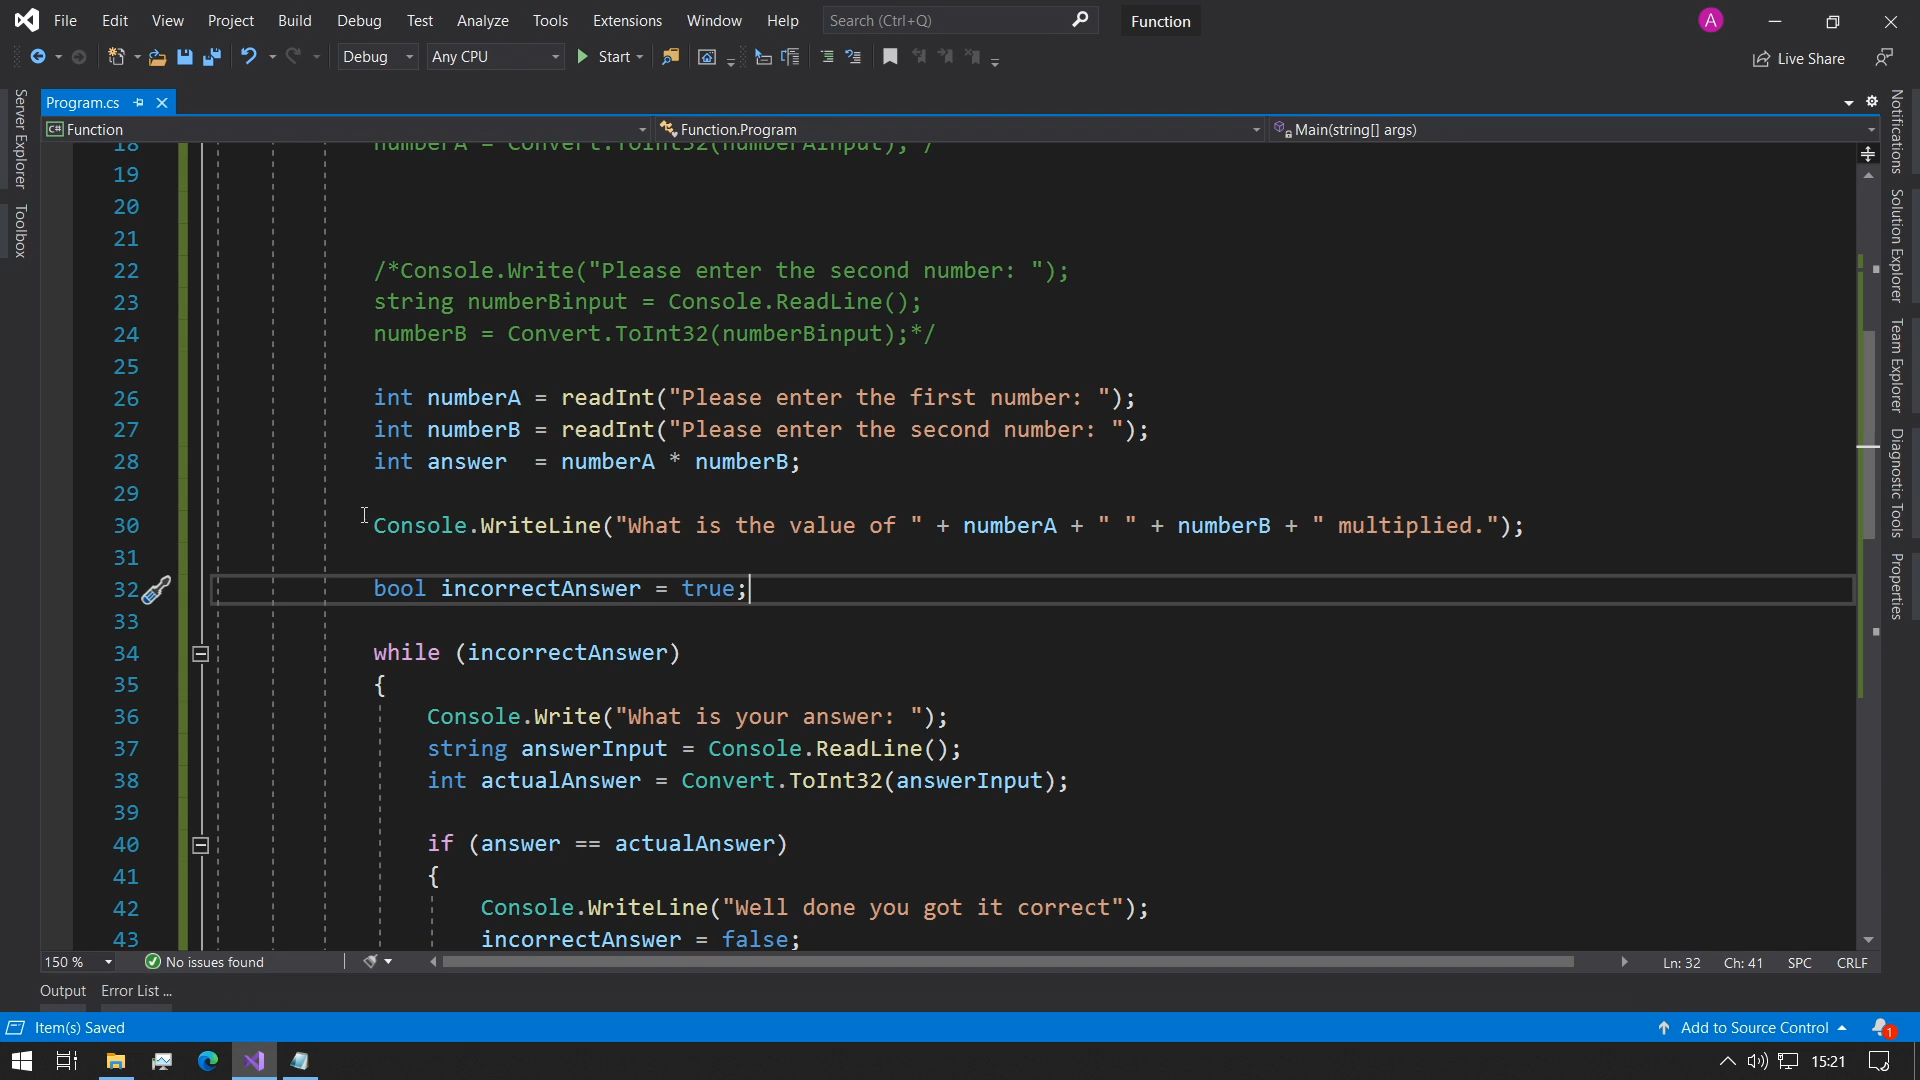 File Edit View Project Build Debug Test Analyze Tools Extensions Window Help Search (Ctrl+Q) Function A
Debug Any CPU Start Live Share
Program.cs
Function Function.Program Main(string[] args)
Server Explorer
Toolbox
Notifications
Solution Explorer
Team Explorer
Diagnostic Tools
Properties
18 numberA = Convert.ToInt32(numberAinput);*/
19
20
21
22 /*Console.Write("Please enter the second number: ");
23 string numberBinput = Console.ReadLine();
24 numberB = Convert.ToInt32(numberBinput);*/
25
26 int numberA = readInt("Please enter the first number: ");
27 int numberB = readInt("Please enter the second number: ");
28 int answer  = numberA * numberB;
29
30 Console.WriteLine("What is the value of " + numberA + " " + numberB + " multiplied.");
31
32 bool incorrectAnswer = true;
33
34 while (incorrectAnswer)
35 {
36 Console.Write("What is your answer: ");
37 string answerInput = Console.ReadLine();
38 int actualAnswer = Convert.ToInt32(answerInput);
39
40 if (answer == actualAnswer)
41 {
42 Console.WriteLine("Well done you got it correct");
43 incorrectAnswer = false;
150 % No issues found Ln: 32 Ch: 41 SPC CRLF
Output Error List ...
Item(s) Saved Add to Source Control 1
15:21